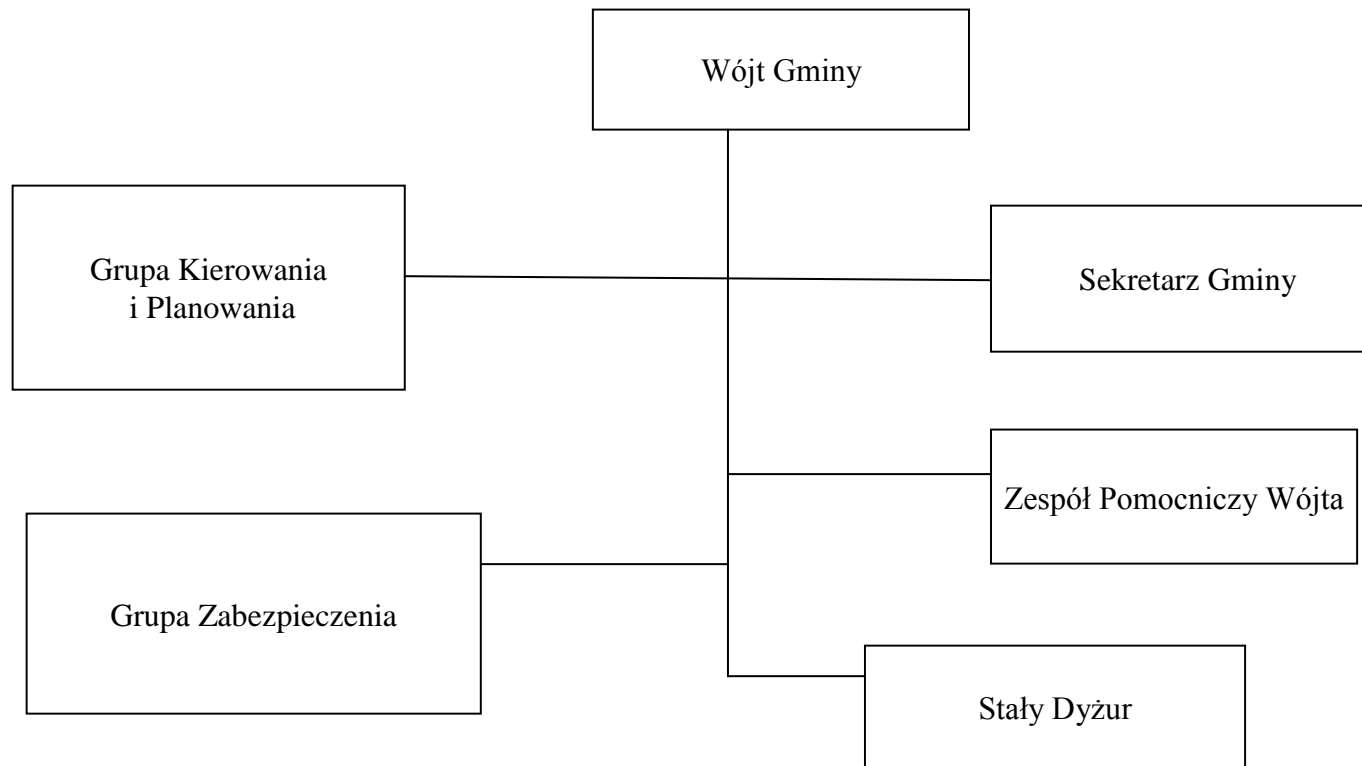 Wójt Gminy
Grupa Kierowania
i Planowania
Sekretarz Gminy
Zespół Pomocniczy Wójta
Grupa Zabezpieczenia
Stały Dyżur